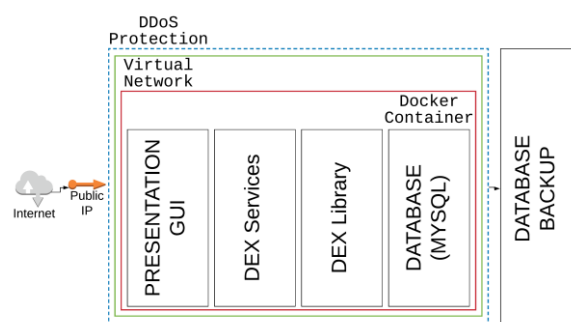 DDoS
Protection
Virtual
Network
Docker
Container
Internet
Public
IP
PRESENTATION
GUI
DEX Services
DEX Library
DATABASE
(MYSQL)
DATABASE
BACKUP